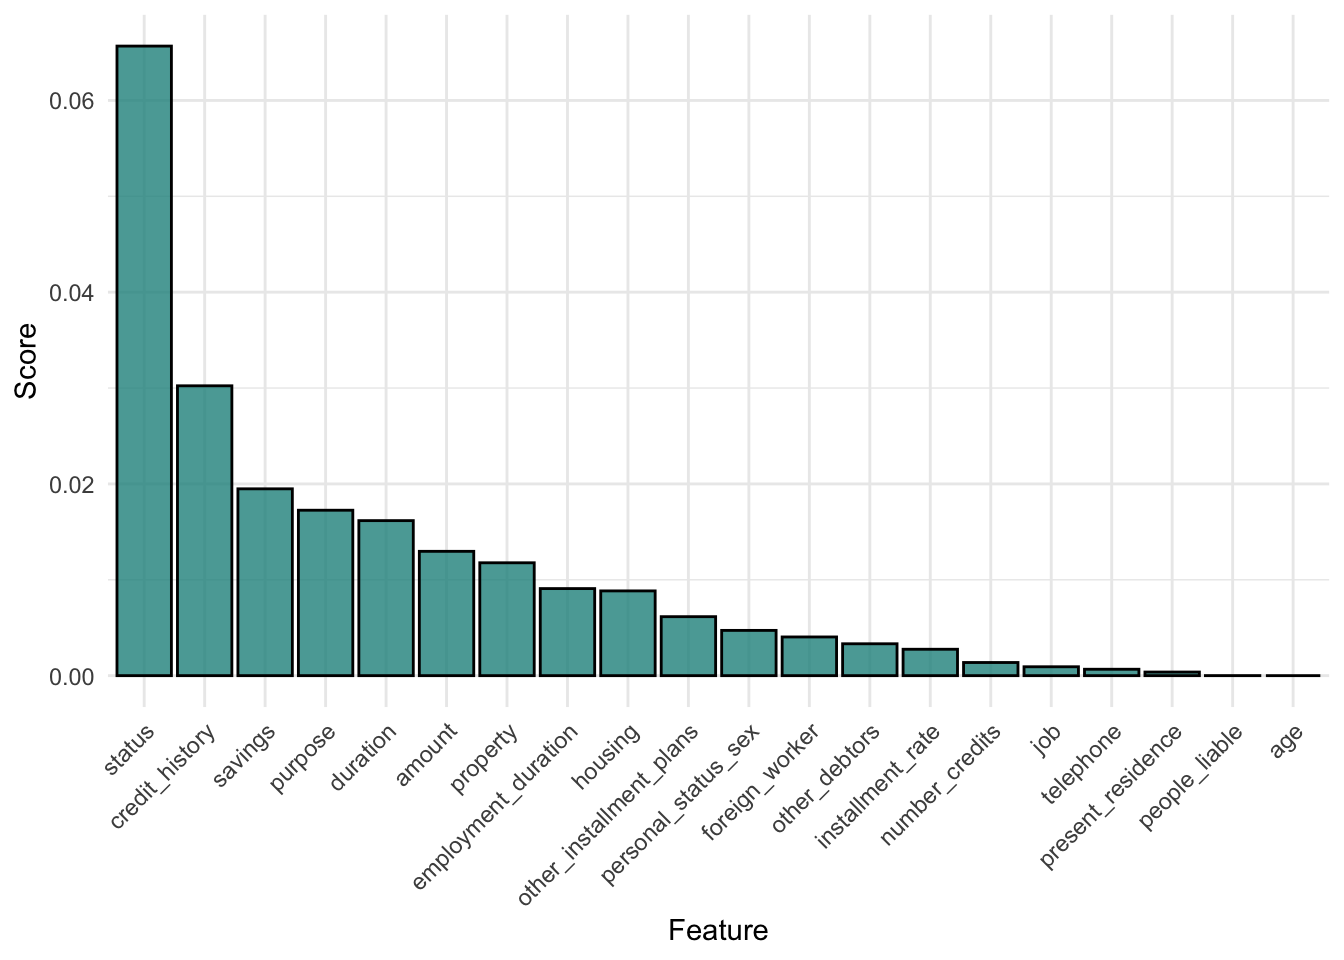 0.06
0.04
0.02
0.00
Score
status
credit_history
savings
purpose
duration
amount
property
employment_duration
housing
other_installment_plans
personal_status_sex
foreign_worker
other_debtors
installment_rate
number_credits
job
telephone
present_residence
people_liable
age
Feature